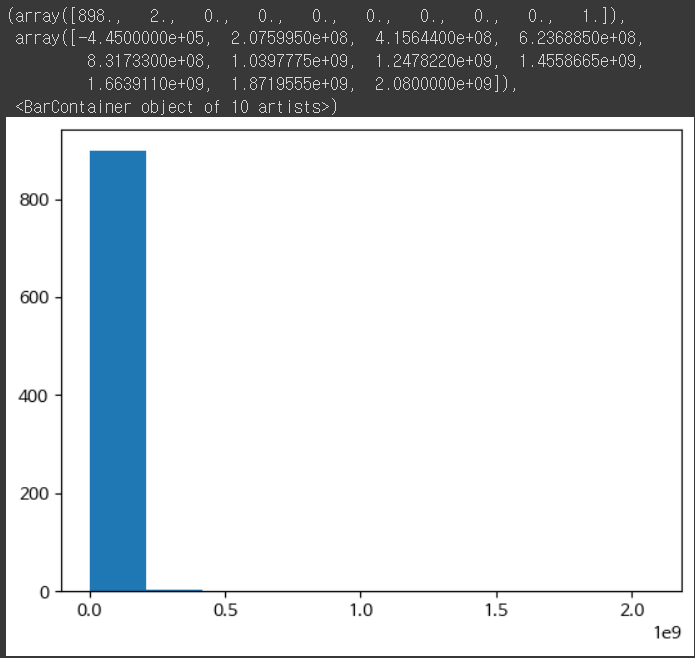 (array([898.,   2.,   0.,   0.,   0.,   0.,   0.,   0.,   0.,   1.]),
array([-4.4500000e+05,  2.0759950e+08,  4.1564400e+08,  6.2368850e+08,
8.3173300e+08,  1.0397775e+09,  1.2478220e+09,  1.4558665e+09,
1.6639110e+09,  1.8719555e+09,  2.0800000e+09]),
<BarContainer object of 10 artists>)
800
600
400
200
0
0.0 0.5 1.0 1.5 2.0
1e9